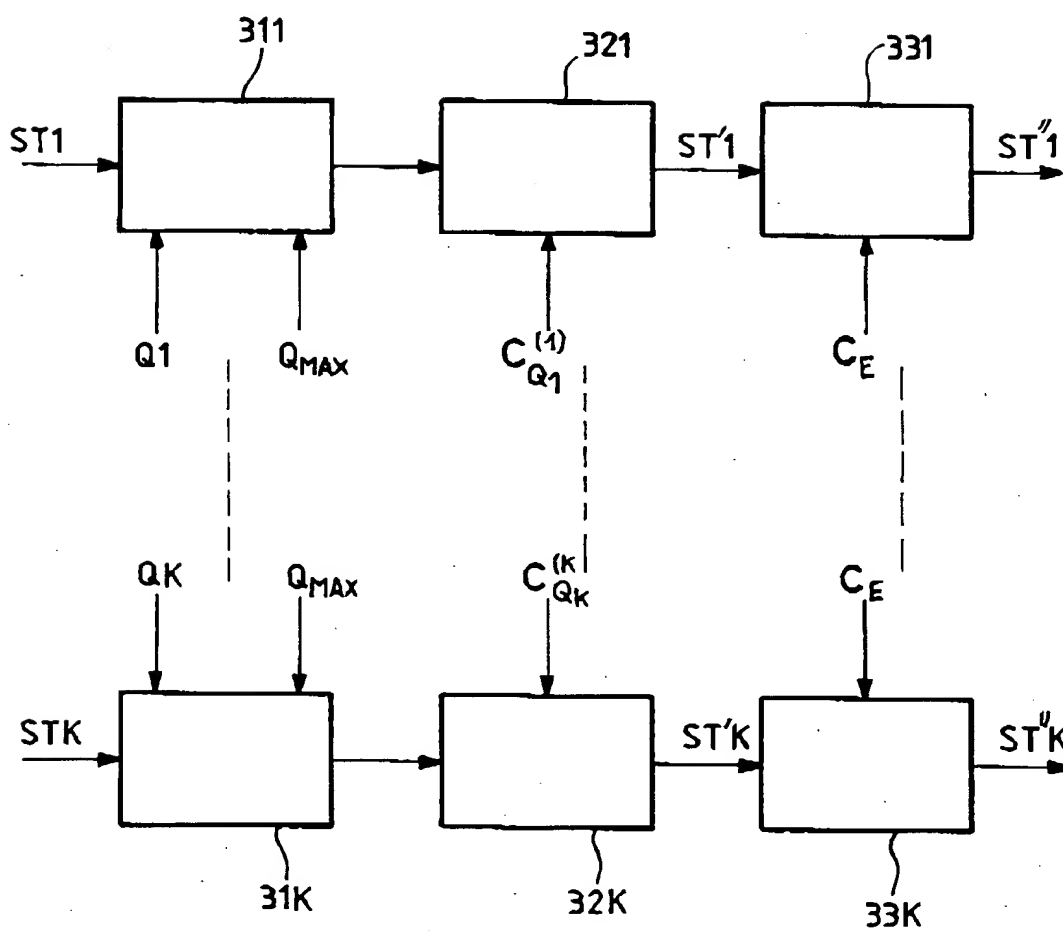 311
321
331
ST1
ST'1
ST"1
Q1
QMAX
C(1)Q1
CE
QK
QMAX
C(KQK
CE
STK
ST'K
ST"K
31K
32K
33K